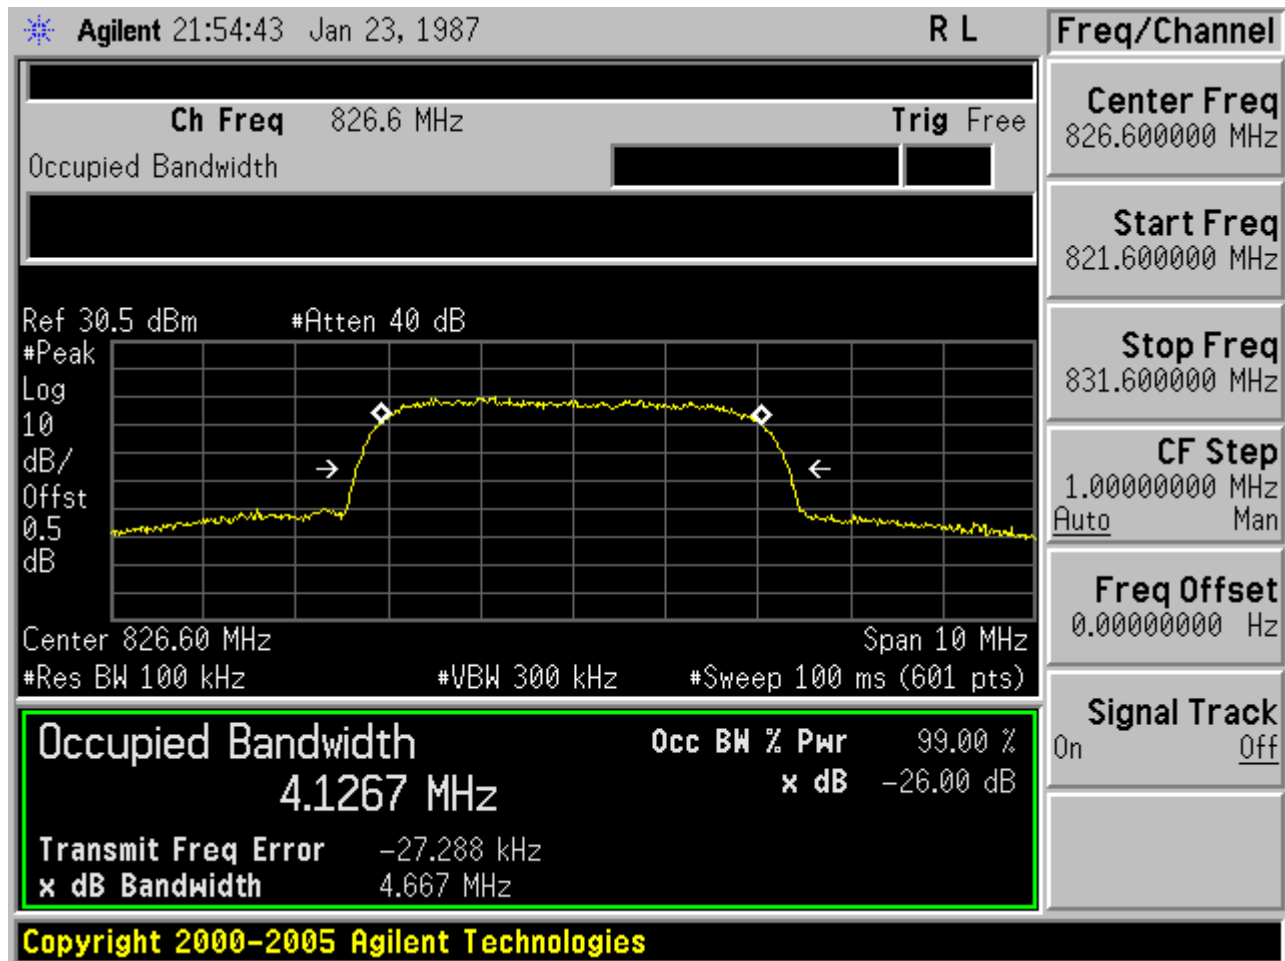 Agilent 21:54:43 Jan 23, 1987 R L
Ch Freq 826.6 MHz Trig Free
Occupied Bandwidth
Ref 30.5 dBm #Atten 40 dB
#Peak
Log
10
dB/
Offst
0.5
dB
Center 826.60 MHz Span 10 MHz
#Res BW 100 kHz #VBW 300 kHz #Sweep 100 ms (601 pts)
Occupied Bandwidth Occ BW % Pwr 99.00 %
4.1267 MHz x dB -26.00 dB
Transmit Freq Error -27.288 kHz
x dB Bandwidth 4.667 MHz
Copyright 2000-2005 Agilent Technologies
Freq/Channel
Center Freq
826.600000 MHz
Start Freq
821.600000 MHz
Stop Freq
831.600000 MHz
CF Step
1.00000000 MHz
Auto Man
Freq Offset
0.00000000 Hz
Signal Track
On Off